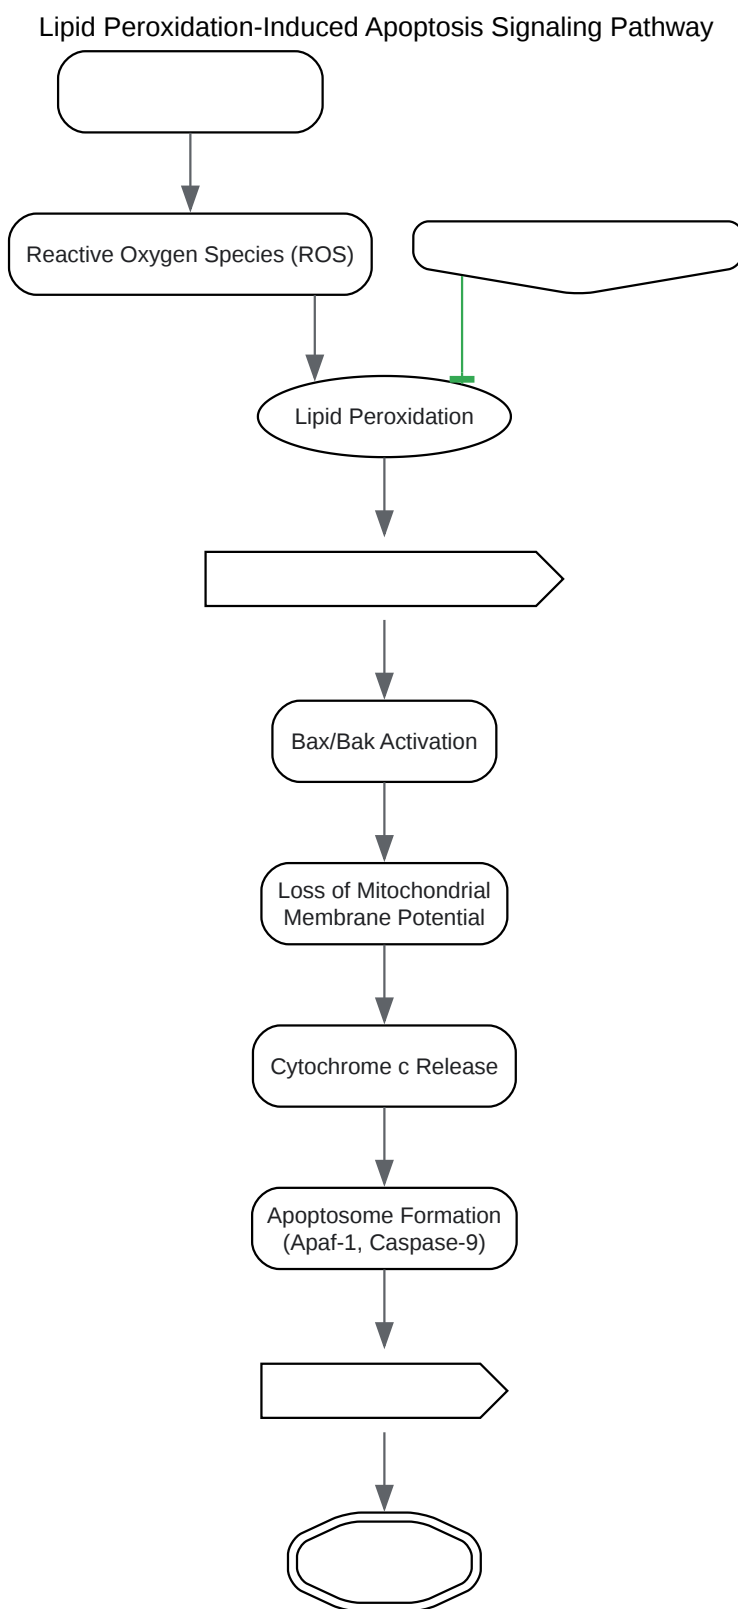 Lipid Peroxidation-Induced Apoptosis Signaling Pathway
Reactive Oxygen Species (ROS)
Lipid Peroxidation
Bax/Bak Activation
Loss of Mitochondrial
Membrane Potential
Cytochrome c Release
Apoptosome Formation
(Apaf-1, Caspase-9)